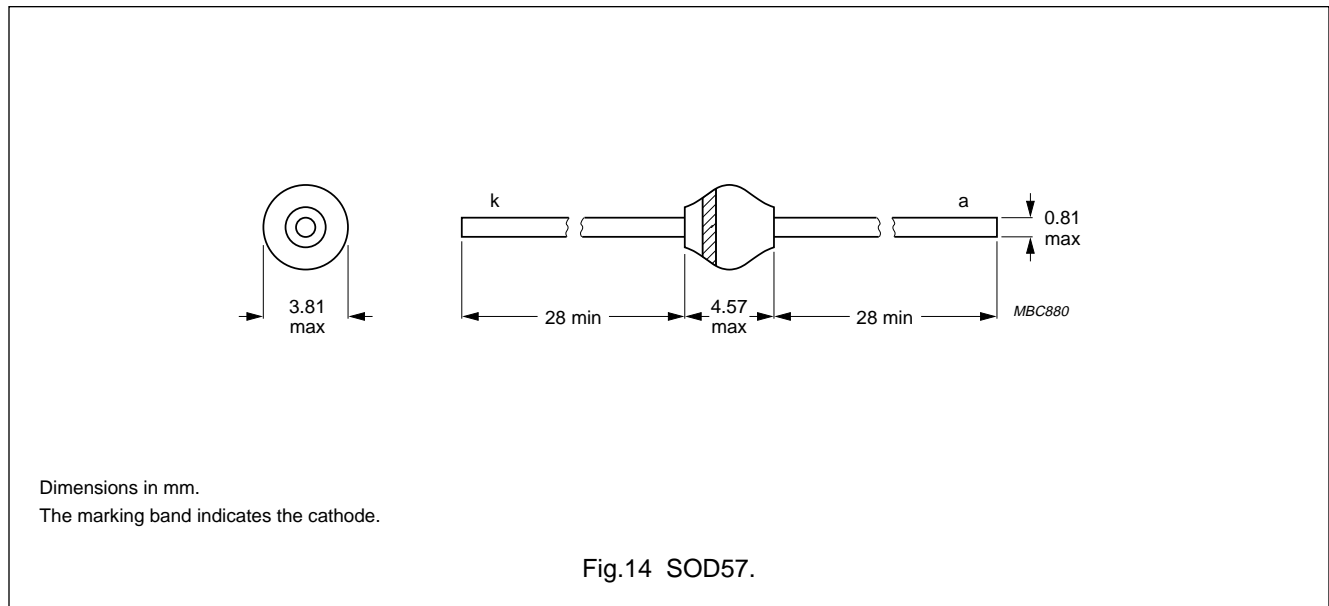 k
a
0.81
max
3.81
max
28 min
4.57
max
28 min
MBC880
Dimensions in mm.
The marking band indicates the cathode.
Fig.14 SOD57.